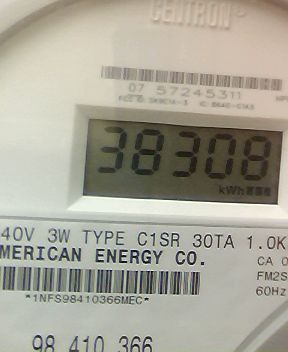 CENTRON®
07 57245311
38308
kWh
40V 3W TYPE C1SR 30TA 1.0K
MERICAN ENERGY CO.
CA 0
FM2S
*1NFS98410366MEC*
60Hz
98 410 366